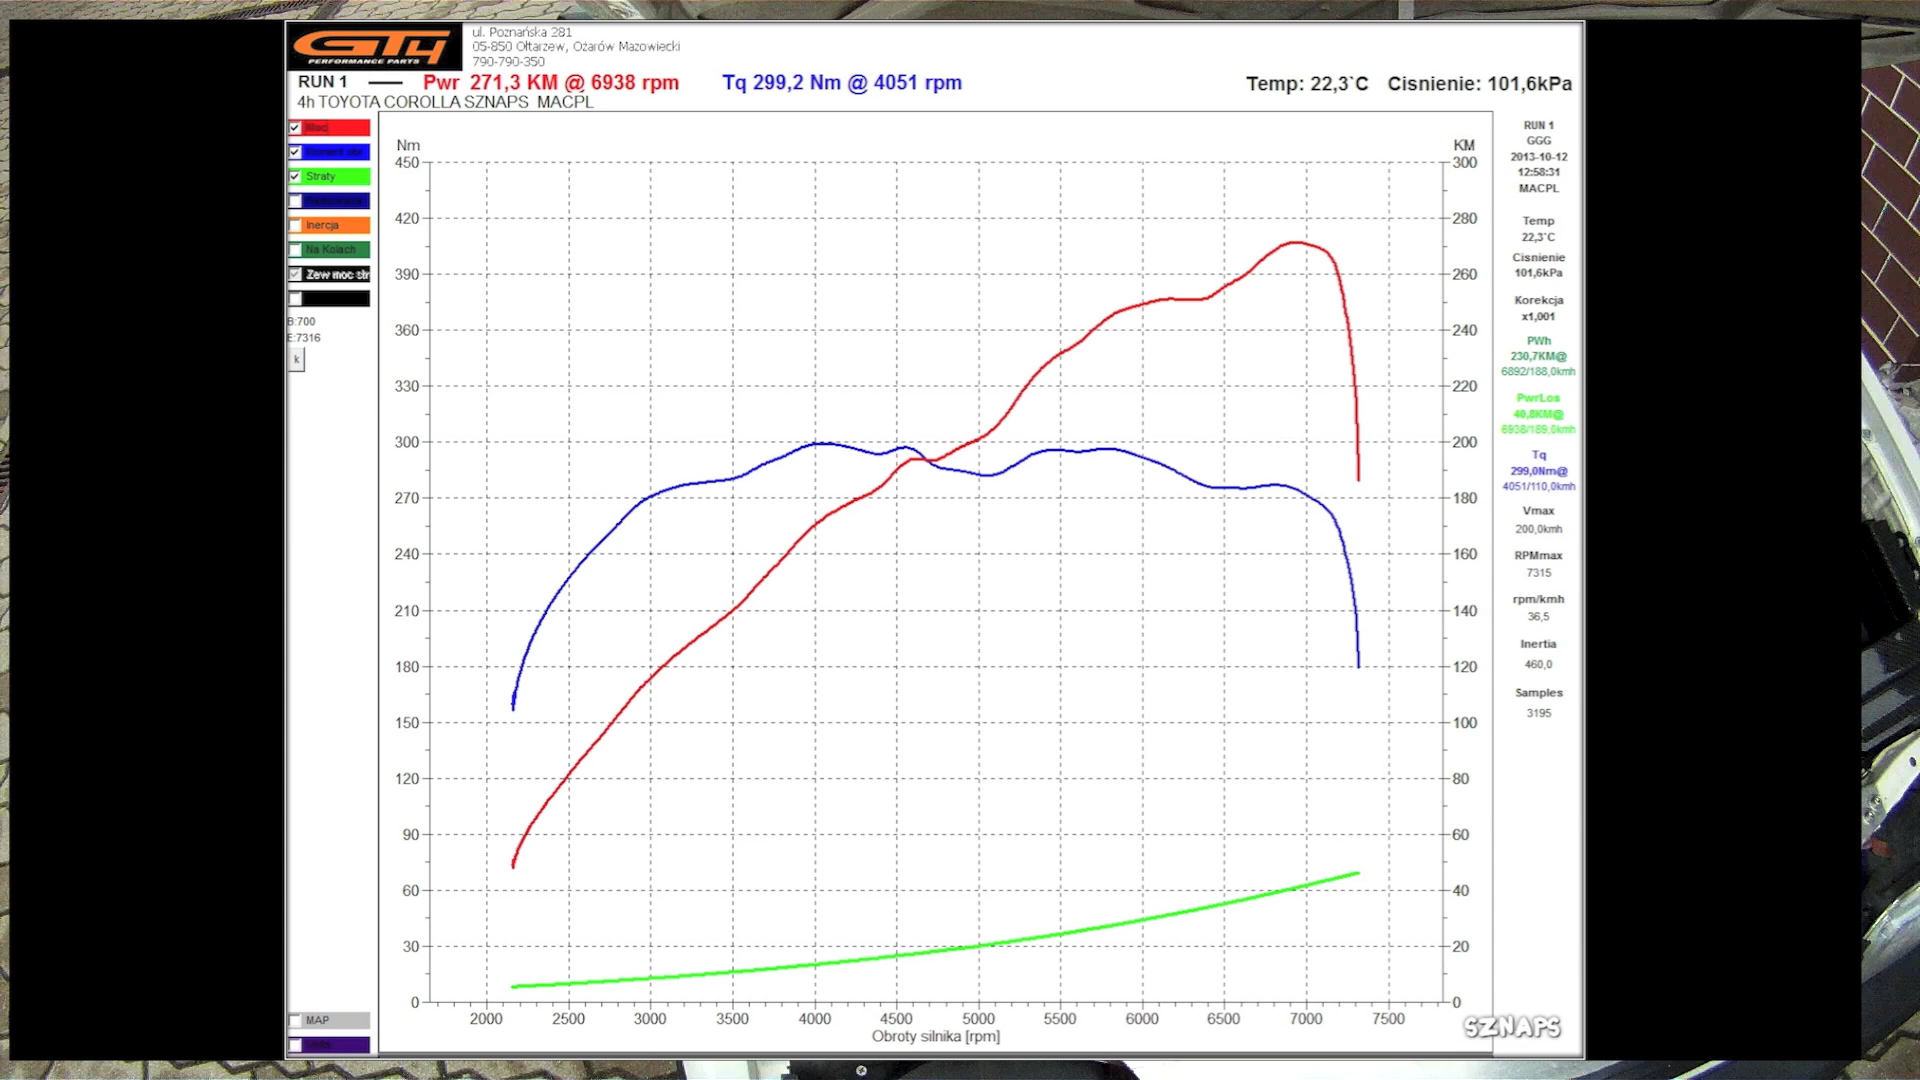 GT4
PERFORMANCE PARTS
ul. Poznańska 281
05-850 Ołtarzew, Ożarów Mazowiecki
790-790-350
RUN 1 Pwr 271,3 KM @ 6938 rpm Tq 299,2 Nm @ 4051 rpm Temp: 22,3`C Cisnienie: 101,6kPa
4h TOYOTA COROLLA SZNAPS MACPL
Moc
Straty
Inercja
Na Kolach
Zew moc str
B:700
E:7316
k
MAP
Nm
450
420
390
360
330
300
270
240
210
180
150
120
90
60
30
0
KM
300
280
260
240
220
200
180
160
140
120
100
80
60
40
20
0
2000 2500 3000 3500 4000 4500 5000 5500 6000 6500 7000 7500
Obroty silnika [rpm]
RUN 1
GGG
2013-10-12
12:58:31
MACPL
Temp
22,3`C
Cisnienie
101,6kPa
Korekcja
x1,001
PWh
230,7KM@
6892/188,0kmh
PwrLos
40,8KM@
6938/189,0kmh
Tq
299,0Nm@
4051/110,0kmh
Vmax
200,0kmh
RPMmax
7315
rpm/kmh
36,5
Inertia
460,0
Samples
3195
SZNAPS